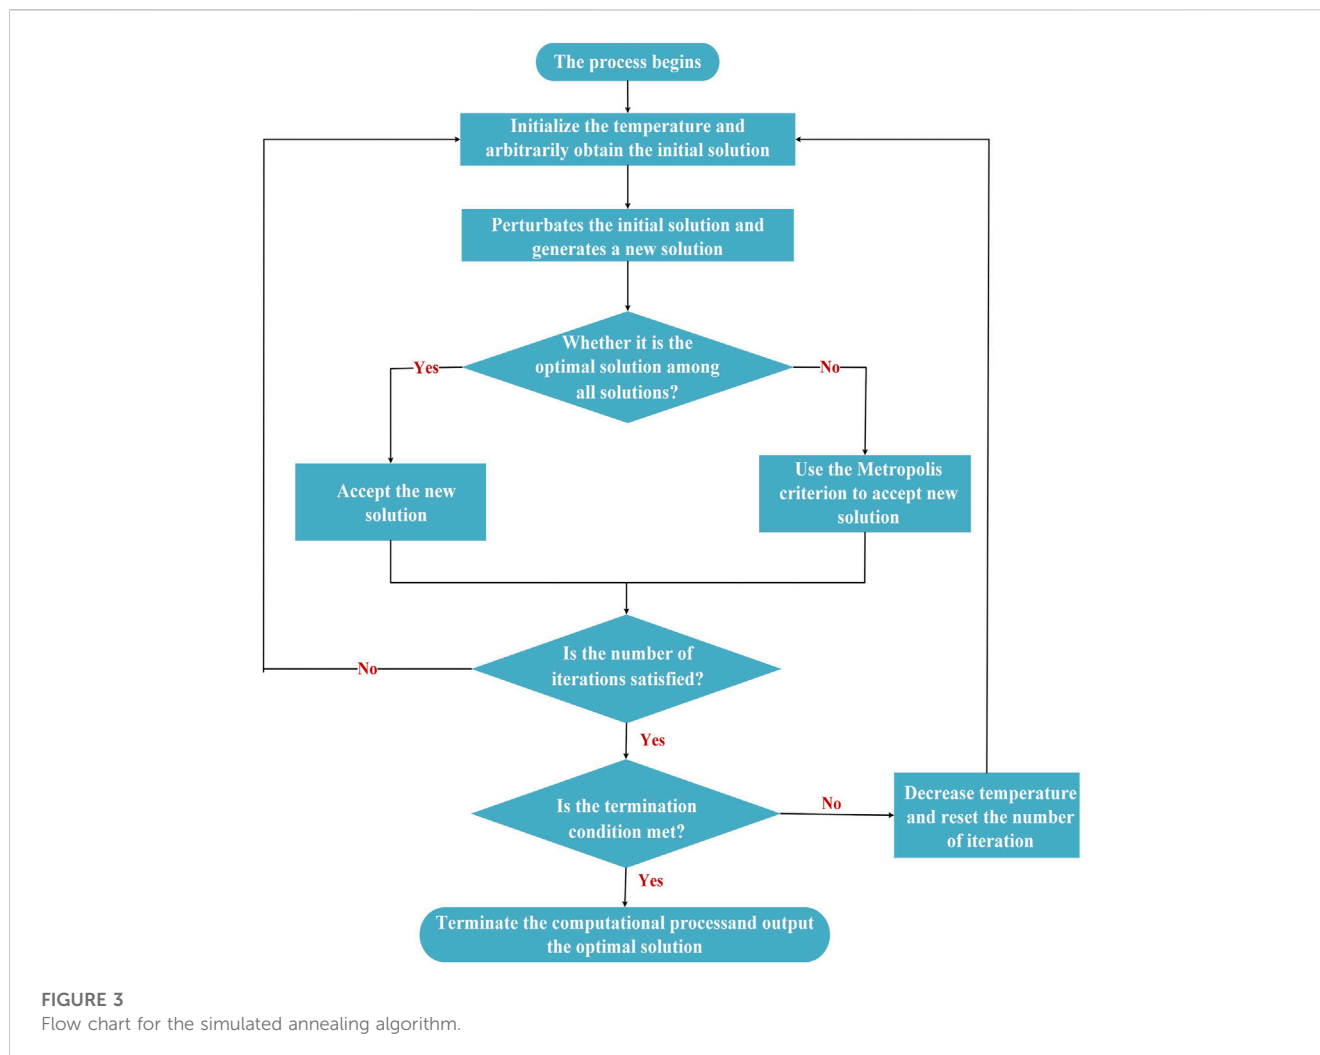 The process begins
Initialize the temperature and
arbitrarily obtain the initial solution
Perturbates the initial solution and
generates a new solution
Whether it is the
optimal solution among
all solutions?
Yes
No
Accept the new
solution
Use the Metropolis
criterion to accept new
solution
Is the number of
iterations satisfied?
No
Yes
Is the termination
condition met?
No
Decrease temperature
and reset the number
of iteration
Yes
Terminate the computational processand output
the optimal solution
FIGURE 3
Flow chart for the simulated annealing algorithm.